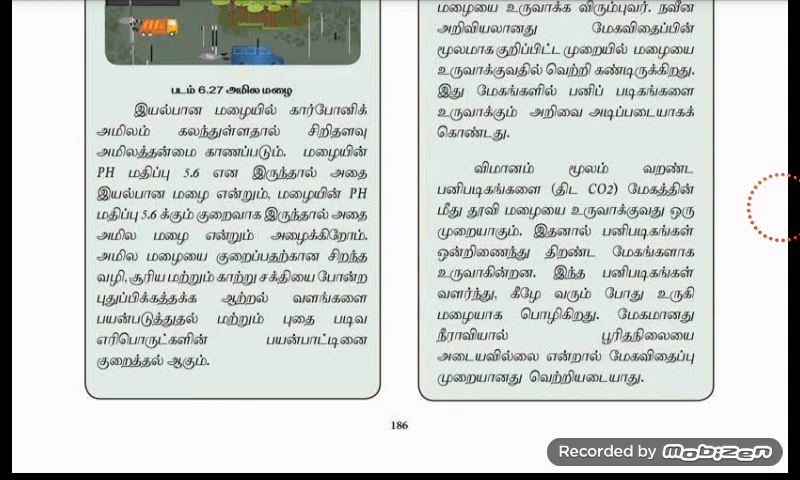 படம் 6.27 அமில மழை
இயல்பான மழையில் கார்போனிக்
அமிலம் கலந்துள்ளதால் சிறிதளவு
அமிலத்தன்மை காணப்படும். மழையின்
PH மதிப்பு 5.6 என இருந்தால் அதை
இயல்பான மழை என்றும், மழையின் PH
மதிப்பு 5.6 க்கும் குறைவாக இருந்தால் அதை
அமில மழை என்றும் அழைக்கிறோம்.
அமில மழையை குறைப்பதற்கான சிறந்த
வழி, சூரிய மற்றும் காற்று சக்தியை போன்ற
புதுப்பிக்கத்தக்க ஆற்றல் வளங்களை
பயன்படுத்துதல் மற்றும் புதை படிவ
எரிபொருட்களின் பயன்பாட்டினை
குறைத்தல் ஆகும்.
மழையை உருவாக்க விரும்புவர். நவீன
அறிவியலானது மேகவிதைப்பின்
மூலமாக குறிப்பிட்ட முறையில் மழையை
உருவாக்குவதில் வெற்றி கண்டிருக்கிறது.
இது மேகங்களில் பனிப் படிகங்களை
உருவாக்கும் அறிவை அடிப்படையாகக்
கொண்டது.
விமானம் மூலம் வறண்ட
பனிபடிகங்களை (திட CO2) மேகத்தின்
மீது தூவி மழையை உருவாக்குவது ஒரு
முறையாகும். இதனால் பனிபடிகங்கள்
ஒன்றிணைந்து திறண்ட மேகங்களாக
உருவாகின்றன. இந்த பனிபடிகங்கள்
வளர்ந்து, கீழே வரும் போது உருகி
மழையாக பொழிகிறது. மேகமானது
நீராவியால் பூரிதநிலையை
அடையவில்லை என்றால் மேகவிதைப்பு
முறையானது வெற்றியடையாது.
186
Recorded by mobizen